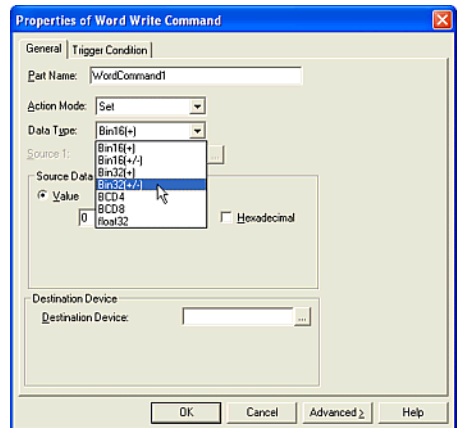 Properties of Word Write Command
General Trigger Condition
Part Name: WordCommand1
Action Mode: Set
Data Type: Bin16(+)
Bin16(+)
Source 1: Bin16(+/-) ...
Bin32(+)
Source Data Bin32(+/-)
Value BCD4
BCD8
0 float32 Hexadecimal
Destination Device
Destination Device: ...
OK Cancel Advanced > Help